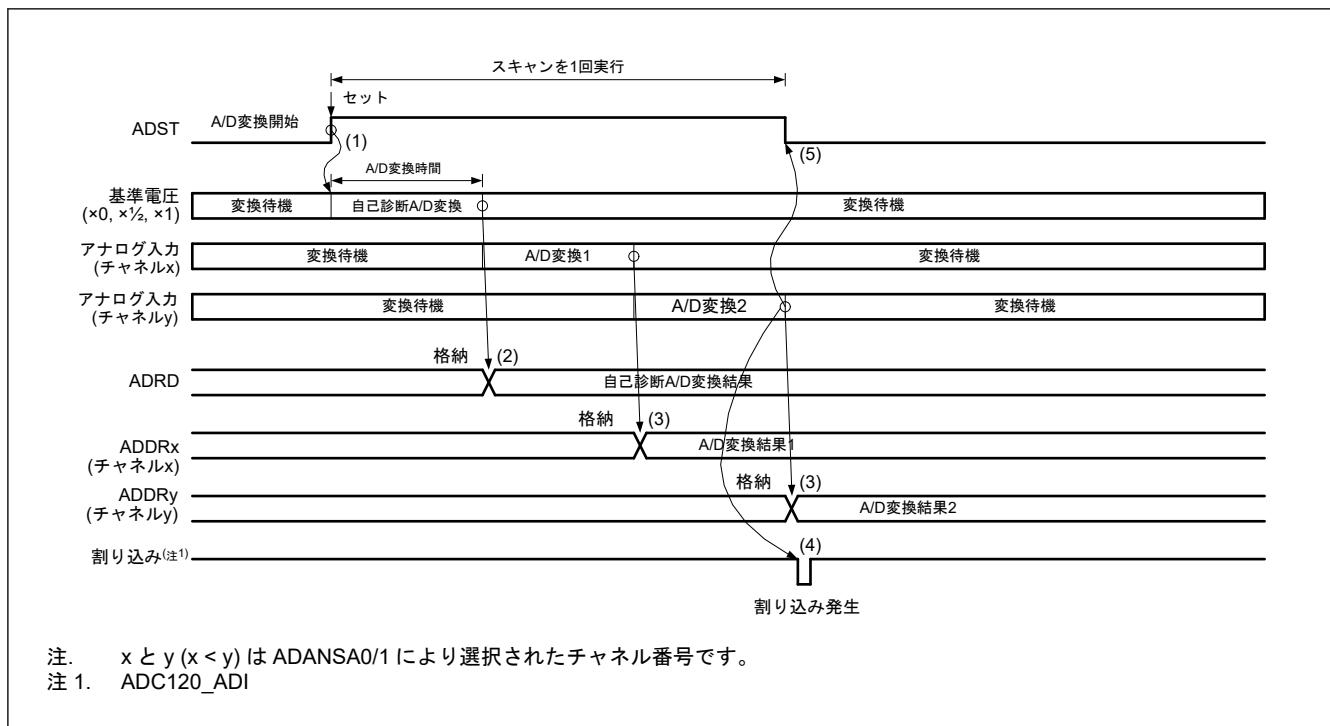 スキャンを1回実行
セット
ADST
A/D変換開始
(1)
(5)
A/D変換時間
基準電圧
(×0, ×½, ×1)
変換待機
自己診断A/D変換
変換待機
アナログ入力
(チャネルx)
変換待機
A/D変換1
変換待機
アナログ入力
(チャネルy)
変換待機
A/D変換2
変換待機
格納
(2)
ADRD
自己診断A/D変換結果
格納
(3)
ADDRx
(チャネルx)
A/D変換結果1
格納
(3)
ADDRy
(チャネルy)
A/D変換結果2
割り込み(注1)
(4)
割り込み発生
注. x と y (x < y) は ADANSA0/1 により選択されたチャネル番号です。
注 1. ADC120_ADI